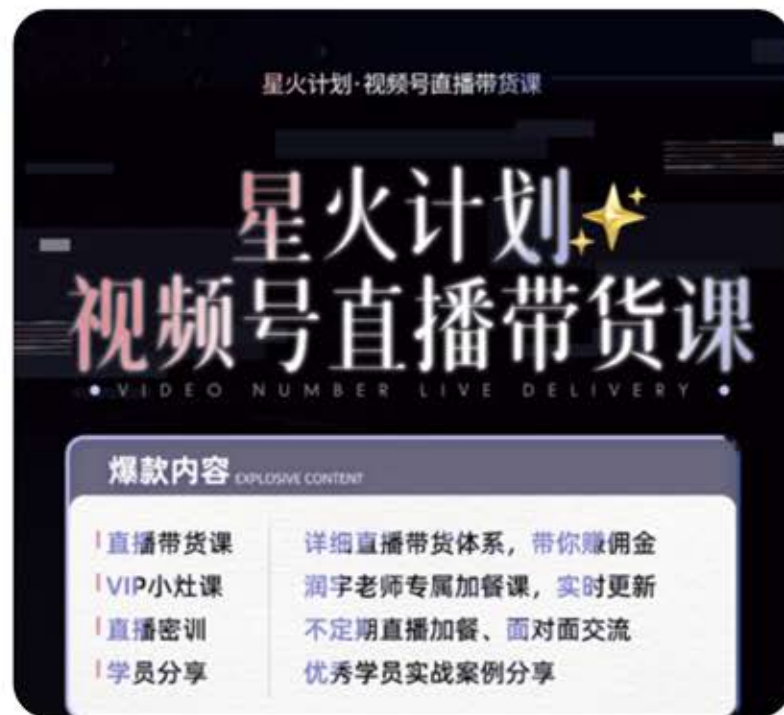 星火计划·视频号直播带货课
星火计划
视频号直播带货课
VIDEO NUMBER LIVE DELIVERY
爆款内容 EXPLOSIVE CONTENT
直播带货课 详细直播带货体系，带你赚佣金
VIP小灶课 润宇老师专属加餐课，实时更新
直播密训 不定期直播加餐、面对面交流
学员分享 优秀学员实战案例分享